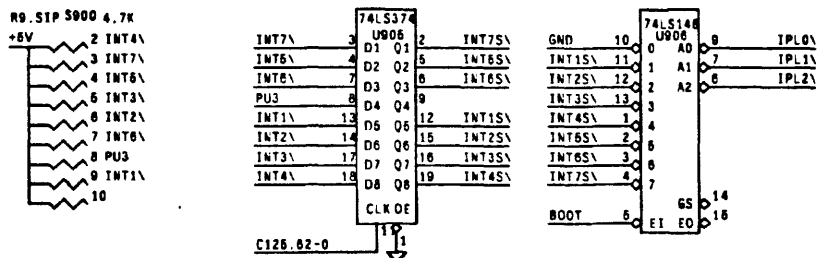 R9.SIP S900 4.7K
+5V
2 INT4\
3 INT7\
4 INT5\
5 INT3\
6 INT2\
7 INT6\
8 PU3
9 INT1\
10
74LS374
U905
INT7\ 3 D1 Q1 2 INT7S\
INT5\ 4 D2 Q2 5 INT5S\
INT6\ 7 D3 Q3 6 INT6S\
PU3 8 D4 Q4 9
INT1\ 13 D5 Q5 12 INT1S\
INT2\ 14 D6 Q6 15 INT2S\
INT3\ 17 D7 Q7 16 INT3S\
INT4\ 18 D8 Q8 19 INT4S\
CLK OE
11 1
C125.62-0
74LS148
U906
GND 10 0 A0 9 IPL0\
INT1S\ 11 1 A1 7 IPL1\
INT2S\ 12 2 A2 6 IPL2\
INT3S\ 13 3
INT4S\ 1 4
INT5S\ 2 5
INT6S\ 3 6
INT7S\ 4 7
GS 14
BOOT 5 EI EO 15